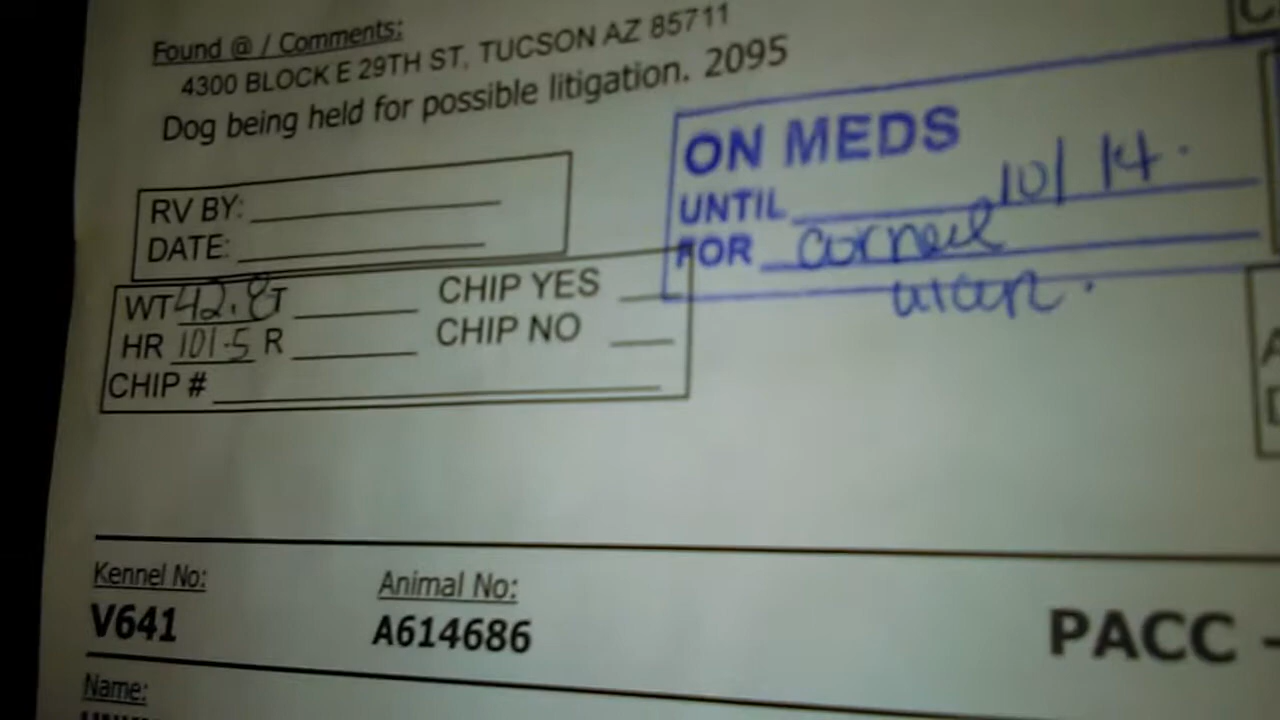 Found @ / Comments:
4300 BLOCK E 29TH ST, TUCSON AZ 85711
Dog being held for possible litigation. 2095
ON MEDS
UNTIL 10/14.
FOR corneal
ulcer.
RV BY:
DATE:
WT 42.8 T CHIP YES
HR 101.5 R CHIP NO
CHIP #
Kennel No: Animal No:
V641 A614686 PACC -
Name: